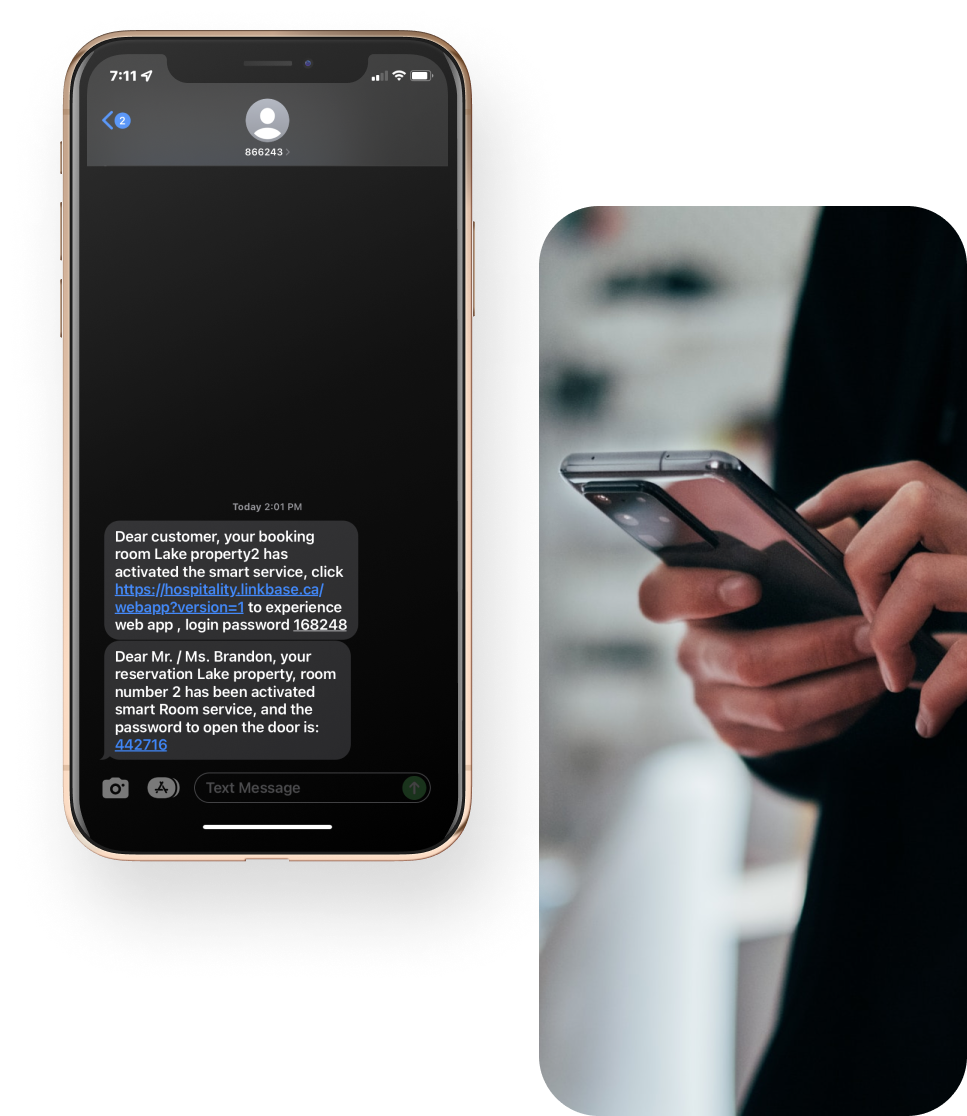 7:11
2
866243
Today 2:01 PM
Dear customer, your booking
room Lake property2 has
activated the smart service, click
https://hospitality.linkbase.ca/
webapp?version=1 to experience
web app , login password 168248
Dear Mr. / Ms. Brandon, your
reservation Lake property, room
number 2 has been activated
smart Room service, and the
password to open the door is:
442716
Text Message